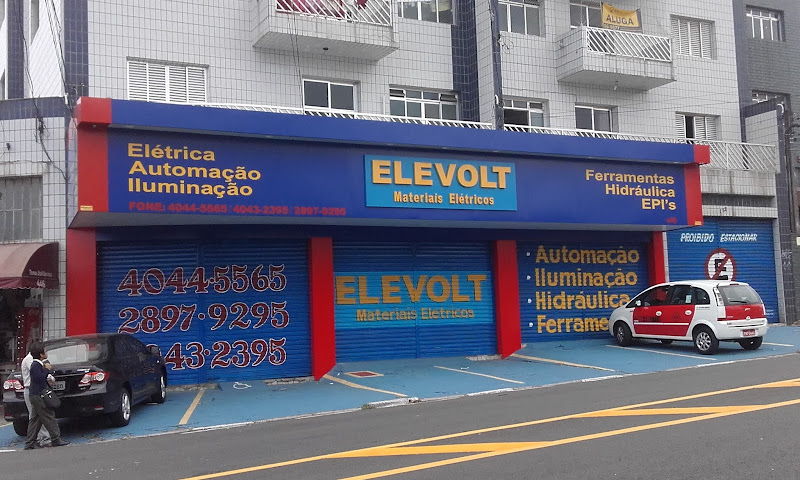 ALUGA
Elétrica
Automação
Iluminação
FONE: 4044-5565 / 4043-2395 / 2897-9295
ELEVOLT
Materiais Elétricos
Ferramentas
Hidráulica
EPI's
4044-5565
2897-9295
43-2395
ELEVOLT
Materiais Elétricos
· Automação
· Iluminação
· Hidráulica
· Ferrame
PROIBIDO ESTACIONAR
E